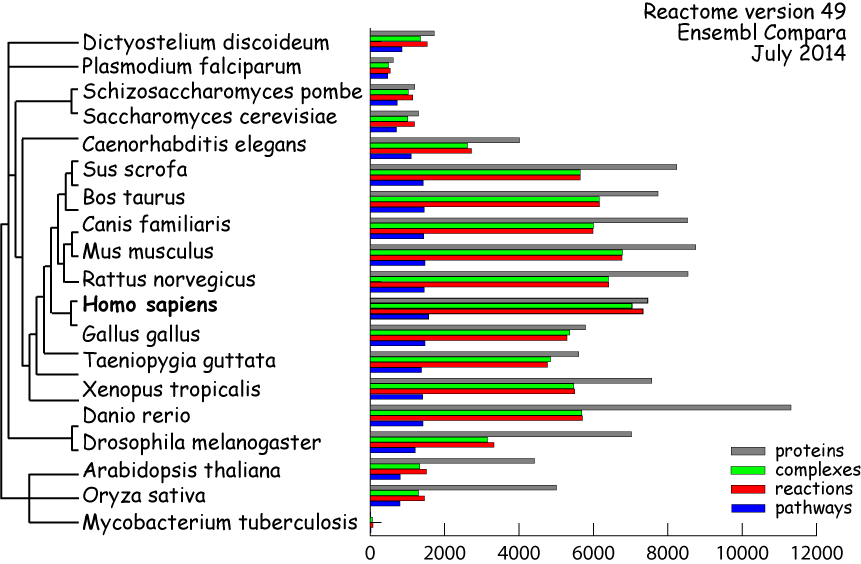 Reactome version 49
Ensembl Compara
July 2014
Dictyostelium discoideum
Plasmodium falciparum
Schizosaccharomyces pombe
Saccharomyces cerevisiae
Caenorhabditis elegans
Sus scrofa
Bos taurus
Canis familiaris
Mus musculus
Rattus norvegicus
Homo sapiens
Gallus gallus
Taeniopygia guttata
Xenopus tropicalis
Danio rerio
Drosophila melanogaster
Arabidopsis thaliana
Oryza sativa
Mycobacterium tuberculosis
proteins
complexes
reactions
pathways
0 2000 4000 6000 8000 10000 12000